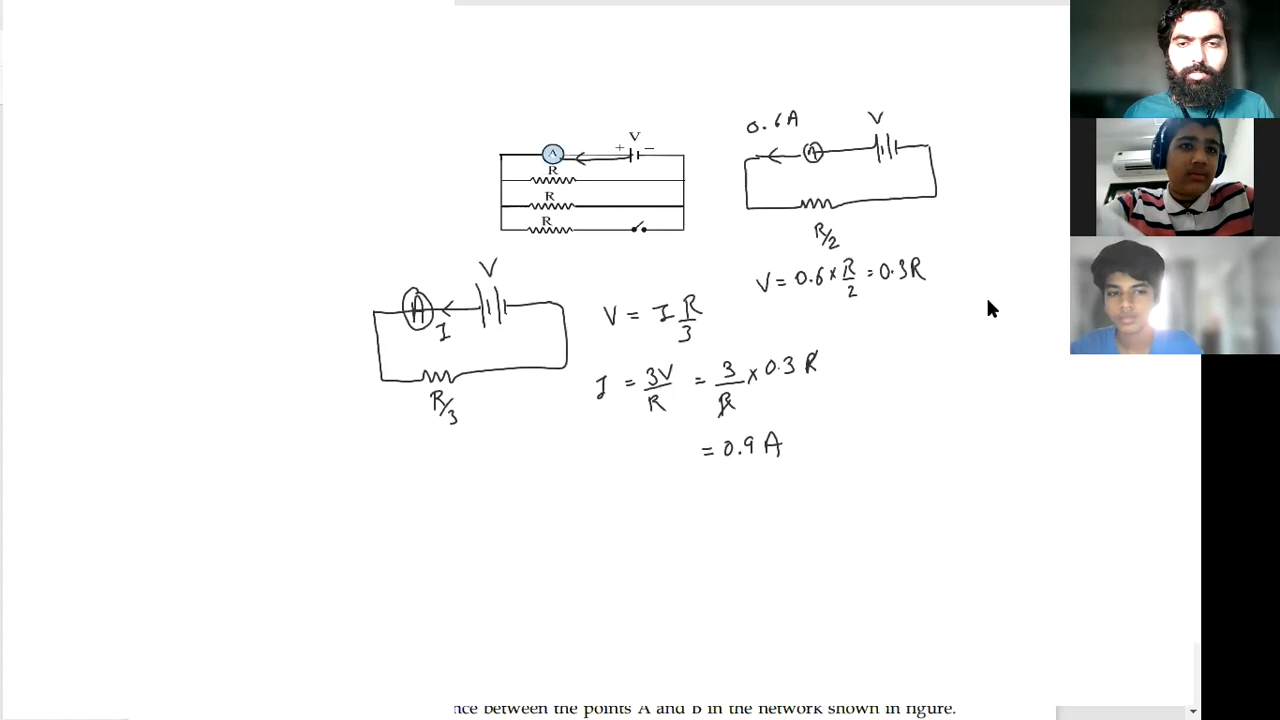 V
+ −
A
R
R
R
0.6A
V
A
R/2
V = 0.6 × R/2 = 0.3R
V
A
I
R/3
V = I R/3
I = 3V/R = 3/R × 0.3 R
= 0.9 A
nce between the points A and B in the network shown in figure.